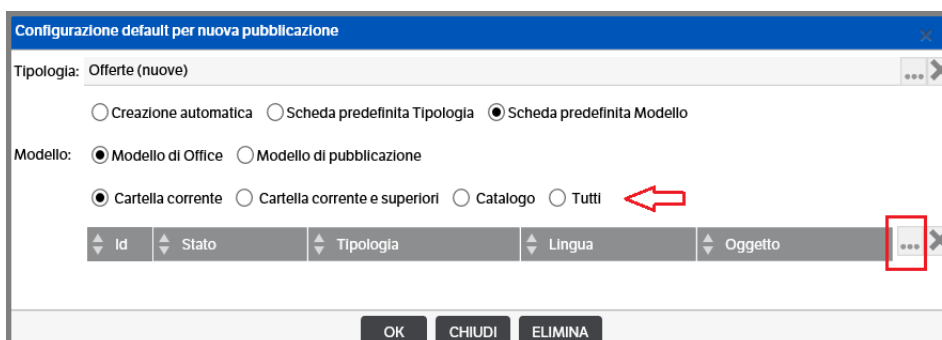 Configurazione default per nuova pubblicazione
Tipologia: Offerte (nuove) ...
Creazione automatica Scheda predefinita Tipologia Scheda predefinita Modello
Modello: Modello di Office Modello di pubblicazione
Cartella corrente Cartella corrente e superiori Catalogo Tutti
Id Stato Tipologia Lingua Oggetto ...
OK CHIUDI ELIMINA